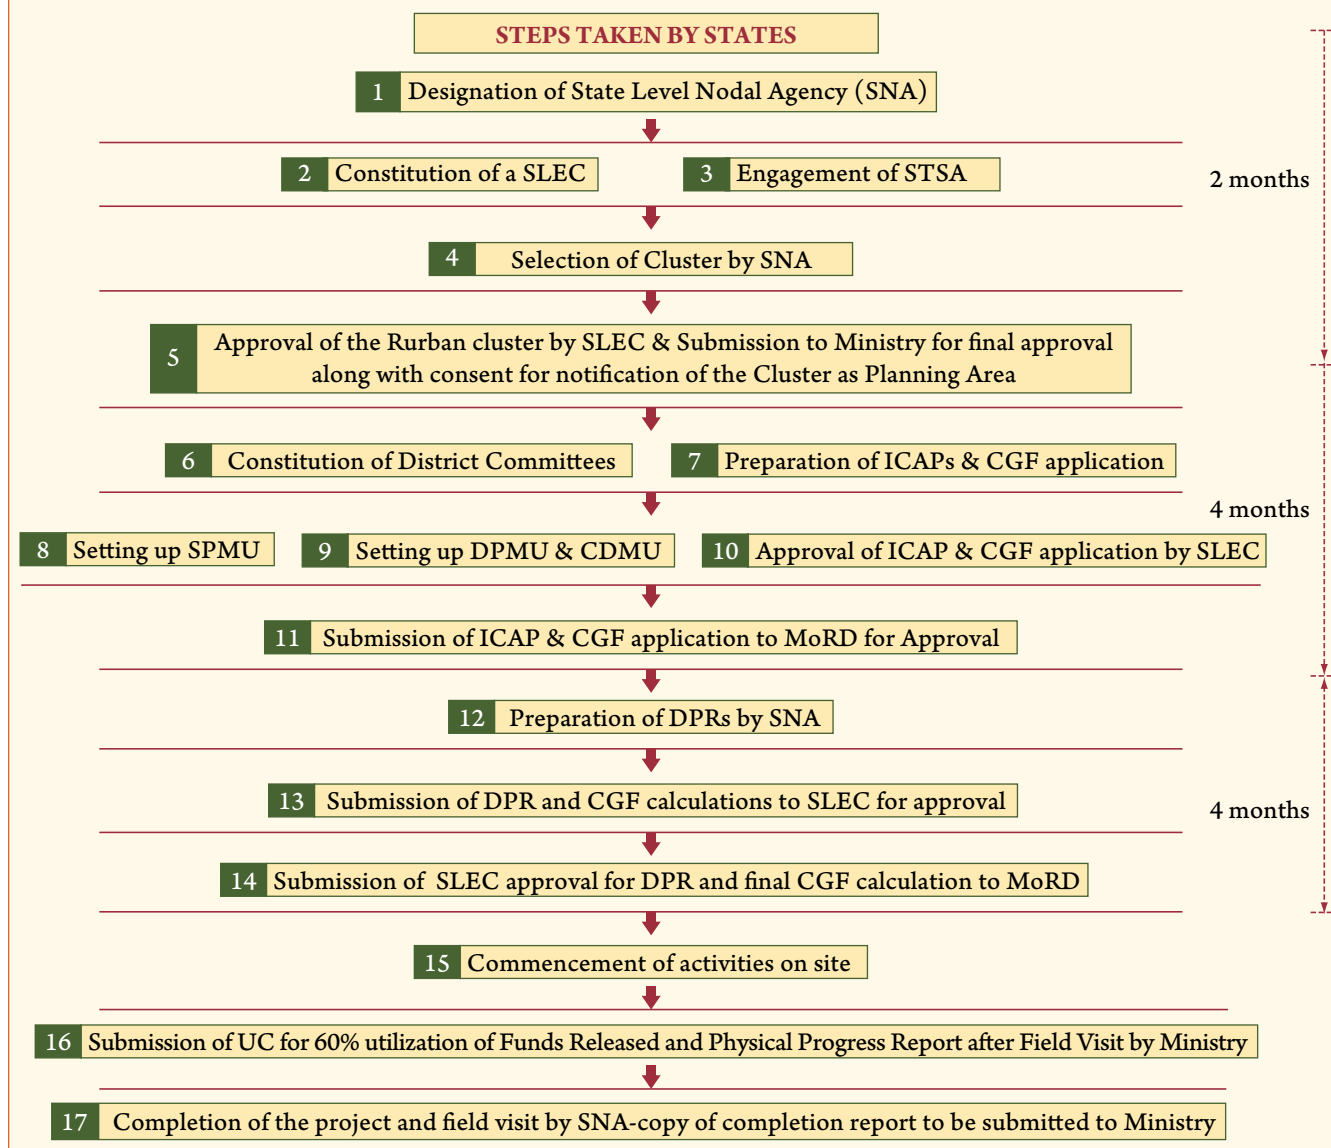 STEPS TAKEN BY STATES
1 Designation of State Level Nodal Agency (SNA)
2 Constitution of a SLEC
3 Engagement of STSA
2 months
4 Selection of Cluster by SNA
5 Approval of the Rurban cluster by SLEC & Submission to Ministry for final approval
along with consent for notification of the Cluster as Planning Area
6 Constitution of District Committees
7 Preparation of ICAPs & CGF application
4 months
8 Setting up SPMU
9 Setting up DPMU & CDMU
10 Approval of ICAP & CGF application by SLEC
11 Submission of ICAP & CGF application to MoRD for Approval
12 Preparation of DPRs by SNA
13 Submission of DPR and CGF calculations to SLEC for approval
4 months
14 Submission of SLEC approval for DPR and final CGF calculation to MoRD
15 Commencement of activities on site
16 Submission of UC for 60% utilization of Funds Released and Physical Progress Report after Field Visit by Ministry
17 Completion of the project and field visit by SNA-copy of completion report to be submitted to Ministry